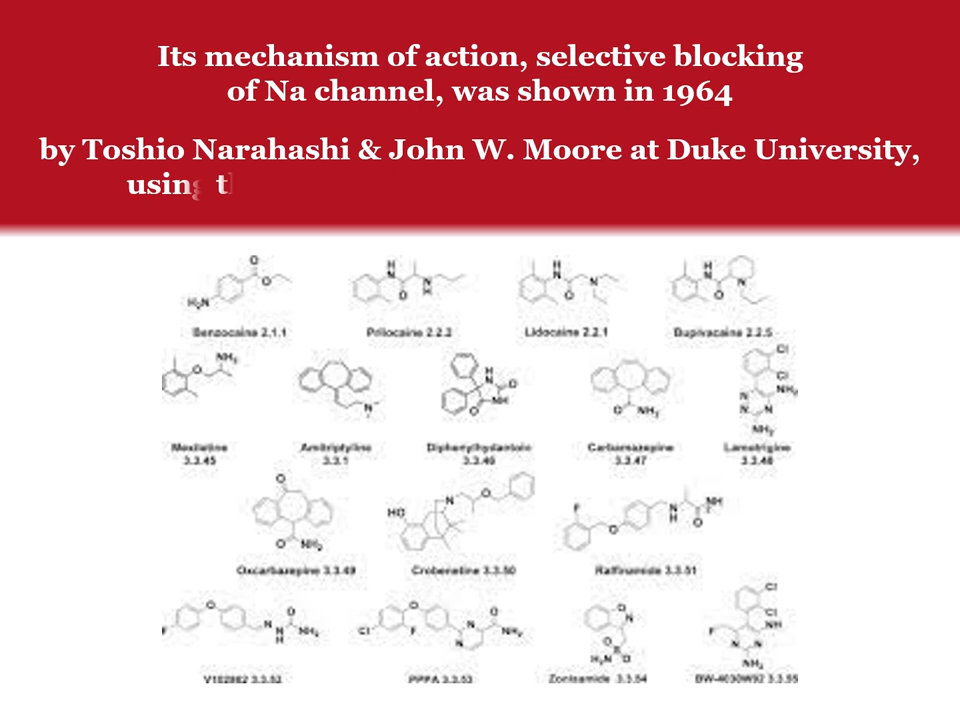 Its mechanism of action, selective blocking
of Na channel, was shown in 1964
by Toshio Narahashi & John W. Moore at Duke University,
using t
Benzocaine 2.1.1 Prilocaine 2.2.2 Lidocaine 2.2.1 Bupivacaine 2.2.5
Mexiletine Amitriptyline Diphenylhydantoin Carbamazepine Lamotrigine
3.3.45 3.3.1 3.3.46 3.3.47 3.3.48
Oxcarbazepine 3.3.49 Crobenetine 3.3.50 Ralfinamide 3.3.51
V102862 3.3.52 PPPA 3.3.53 Zonisamide 3.3.54 BW-4030W92 3.3.55